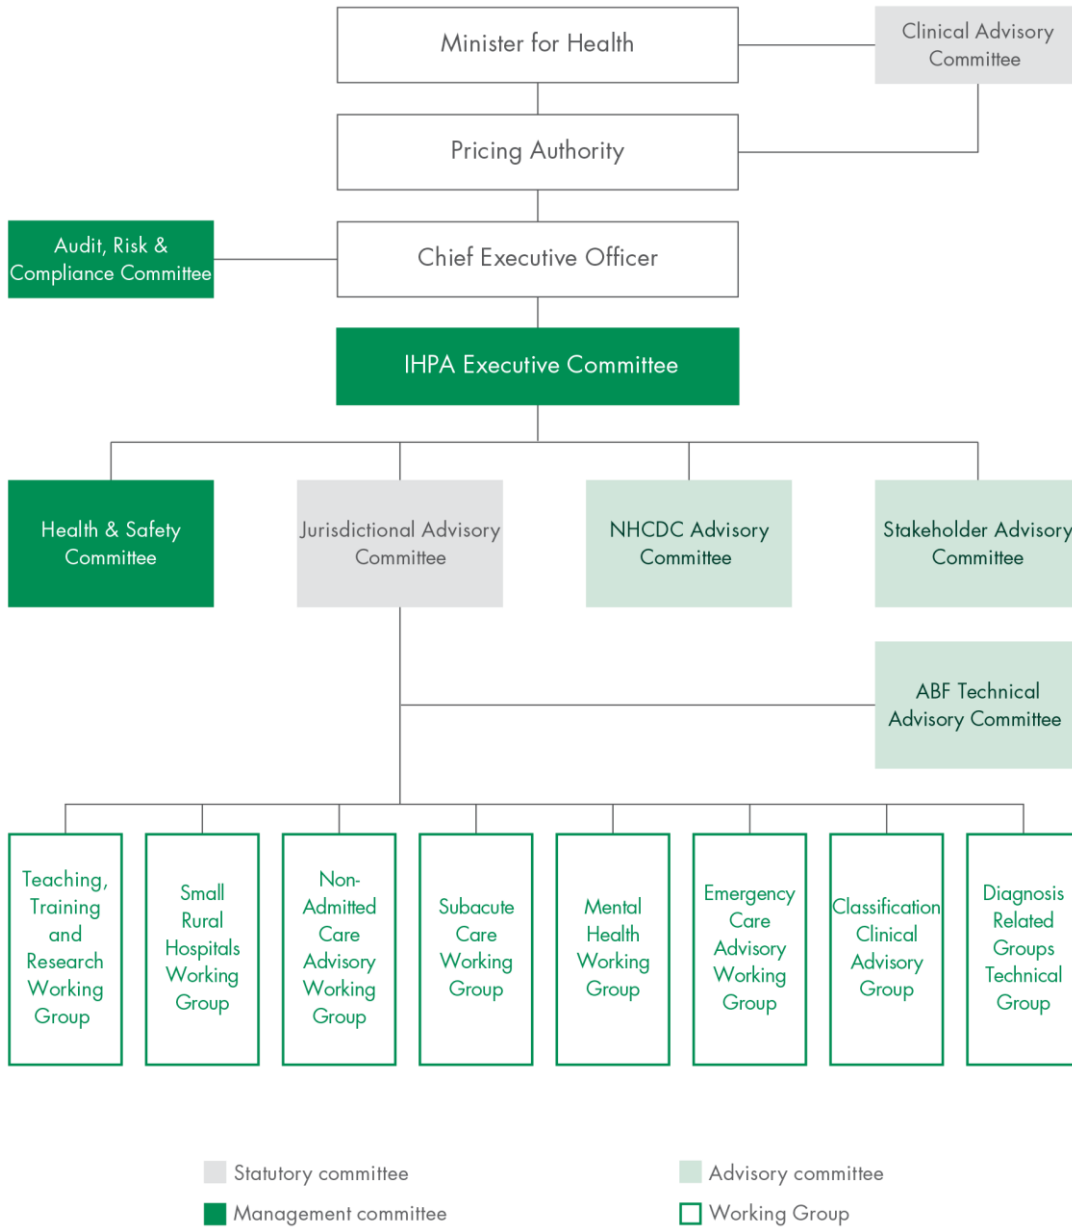 Minister for Health
Clinical Advisory
Committee
Pricing Authority
Audit, Risk &
Compliance Committee
Chief Executive Officer
IHPA Executive Committee
Health & Safety
Committee
Jurisdictional Advisory
Committee
NHCDC Advisory
Committee
Stakeholder Advisory
Committee
ABF Technical
Advisory Committee
Teaching,
Training
and
Research
Working
Group
Small
Rural
Hospitals
Working
Group
Non-
Admitted
Care
Advisory
Working
Group
Subacute
Care
Working
Group
Mental
Health
Working
Group
Emergency
Care
Advisory
Working
Group
Classification
Clinical
Advisory
Group
Diagnosis
Related
Groups
Technical
Group
Statutory committee
Advisory committee
Management committee
Working Group